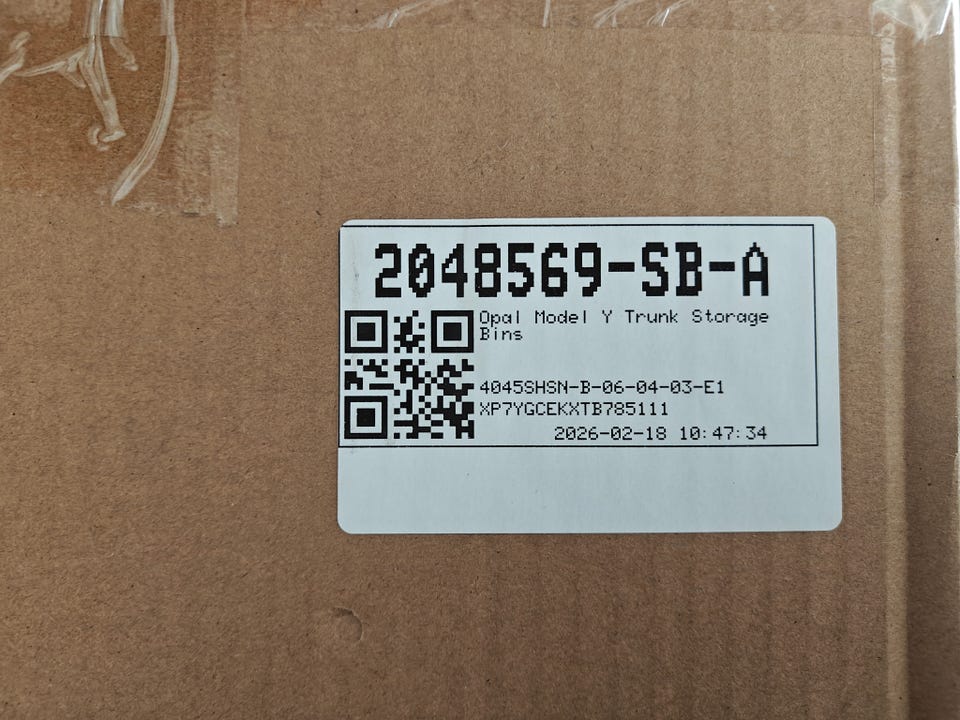 2048569-SB-A
Opal Model Y Trunk Storage
Bins
4045SHSN-B-06-04-03-E1
XP7YGCEKXTB785111
2026-02-18 10:47:34